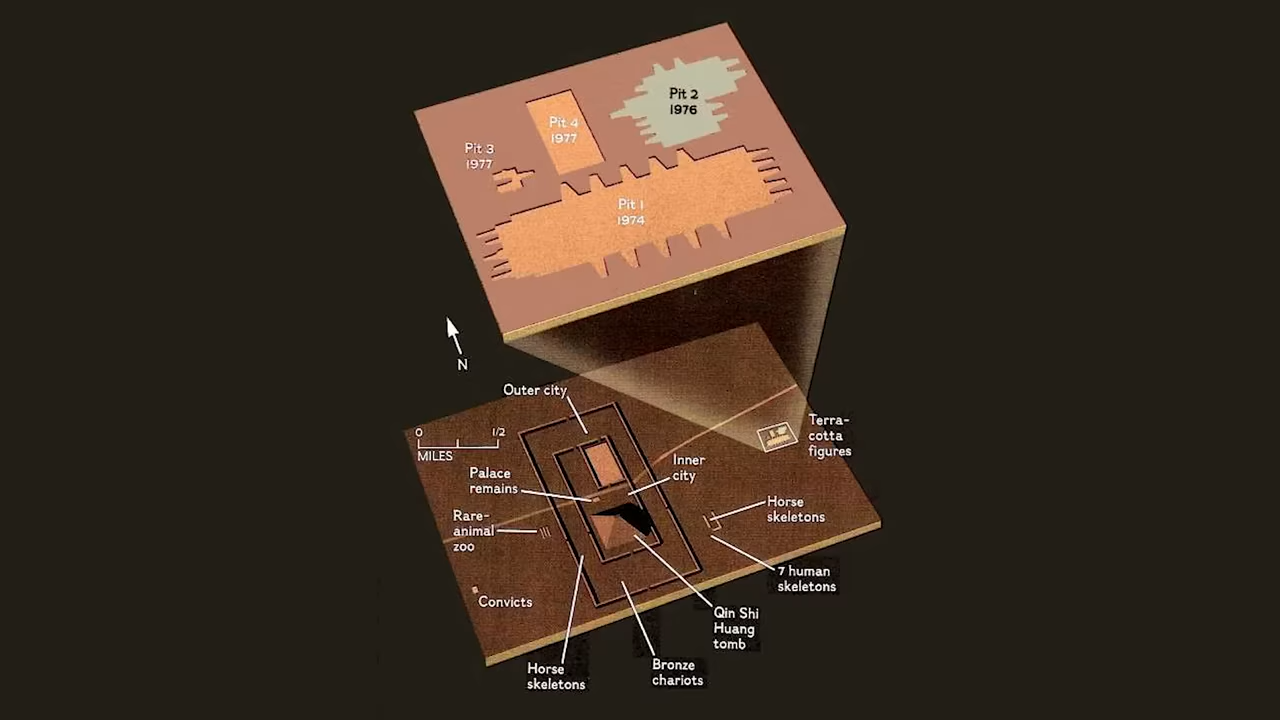 Pit 2
1976
Pit 4
1977
Pit 3
1977
Pit 1
1974
N
Outer city
0 1/2
MILES
Terra-
cotta
figures
Inner
city
Palace
remains
Rare-
animal
zoo
Horse
skeletons
7 human
skeletons
Convicts
Qin Shi
Huang
tomb
Horse
skeletons
Bronze
chariots